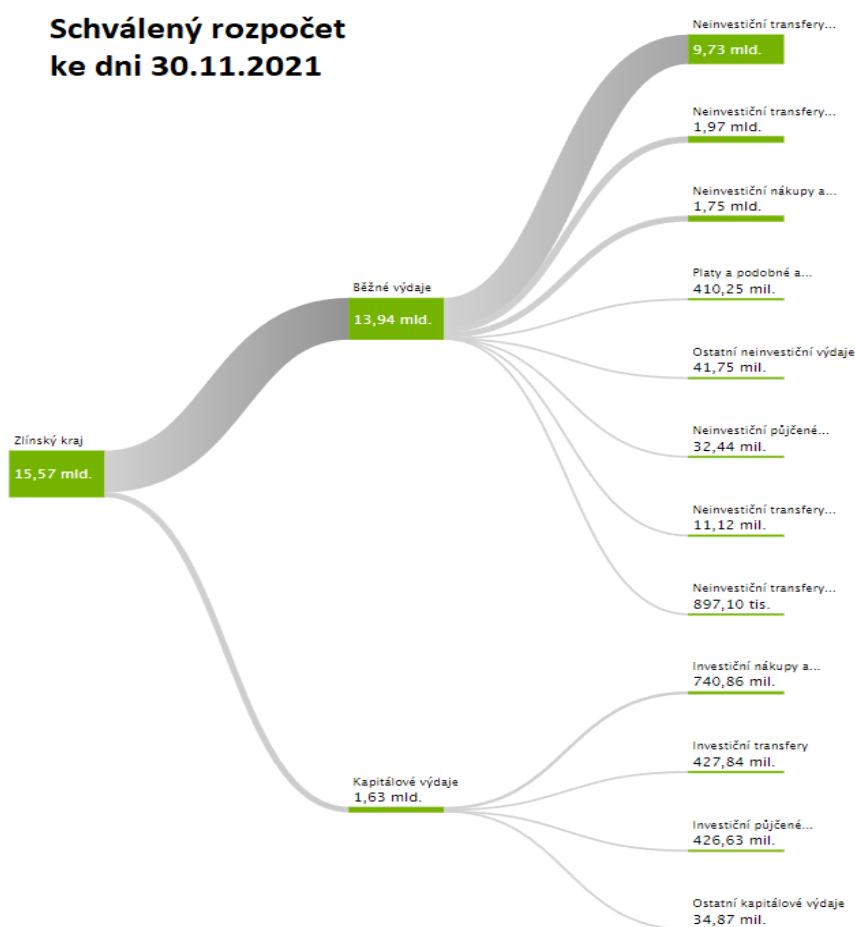 Schválený rozpočet
ke dni 30.11.2021
Neinvestiční transfery...
9,73 mld.
Neinvestiční transfery...
1,97 mld.
Neinvestiční nákupy a...
1,75 mld.
Platy a podobné a...
410,25 mil.
Běžné výdaje
13,94 mld.
Ostatní neinvestiční výdaje
41,75 mil.
Neinvestiční půjčené...
32,44 mil.
Zlínský kraj
15,57 mld.
Neinvestiční transfery...
11,12 mil.
Neinvestiční transfery...
897,10 tis.
Investiční nákupy a...
740,86 mil.
Investiční transfery
427,84 mil.
Kapitálové výdaje
1,63 mld.
Investiční půjčené...
426,63 mil.
Ostatní kapitálové výdaje
34,87 mil.